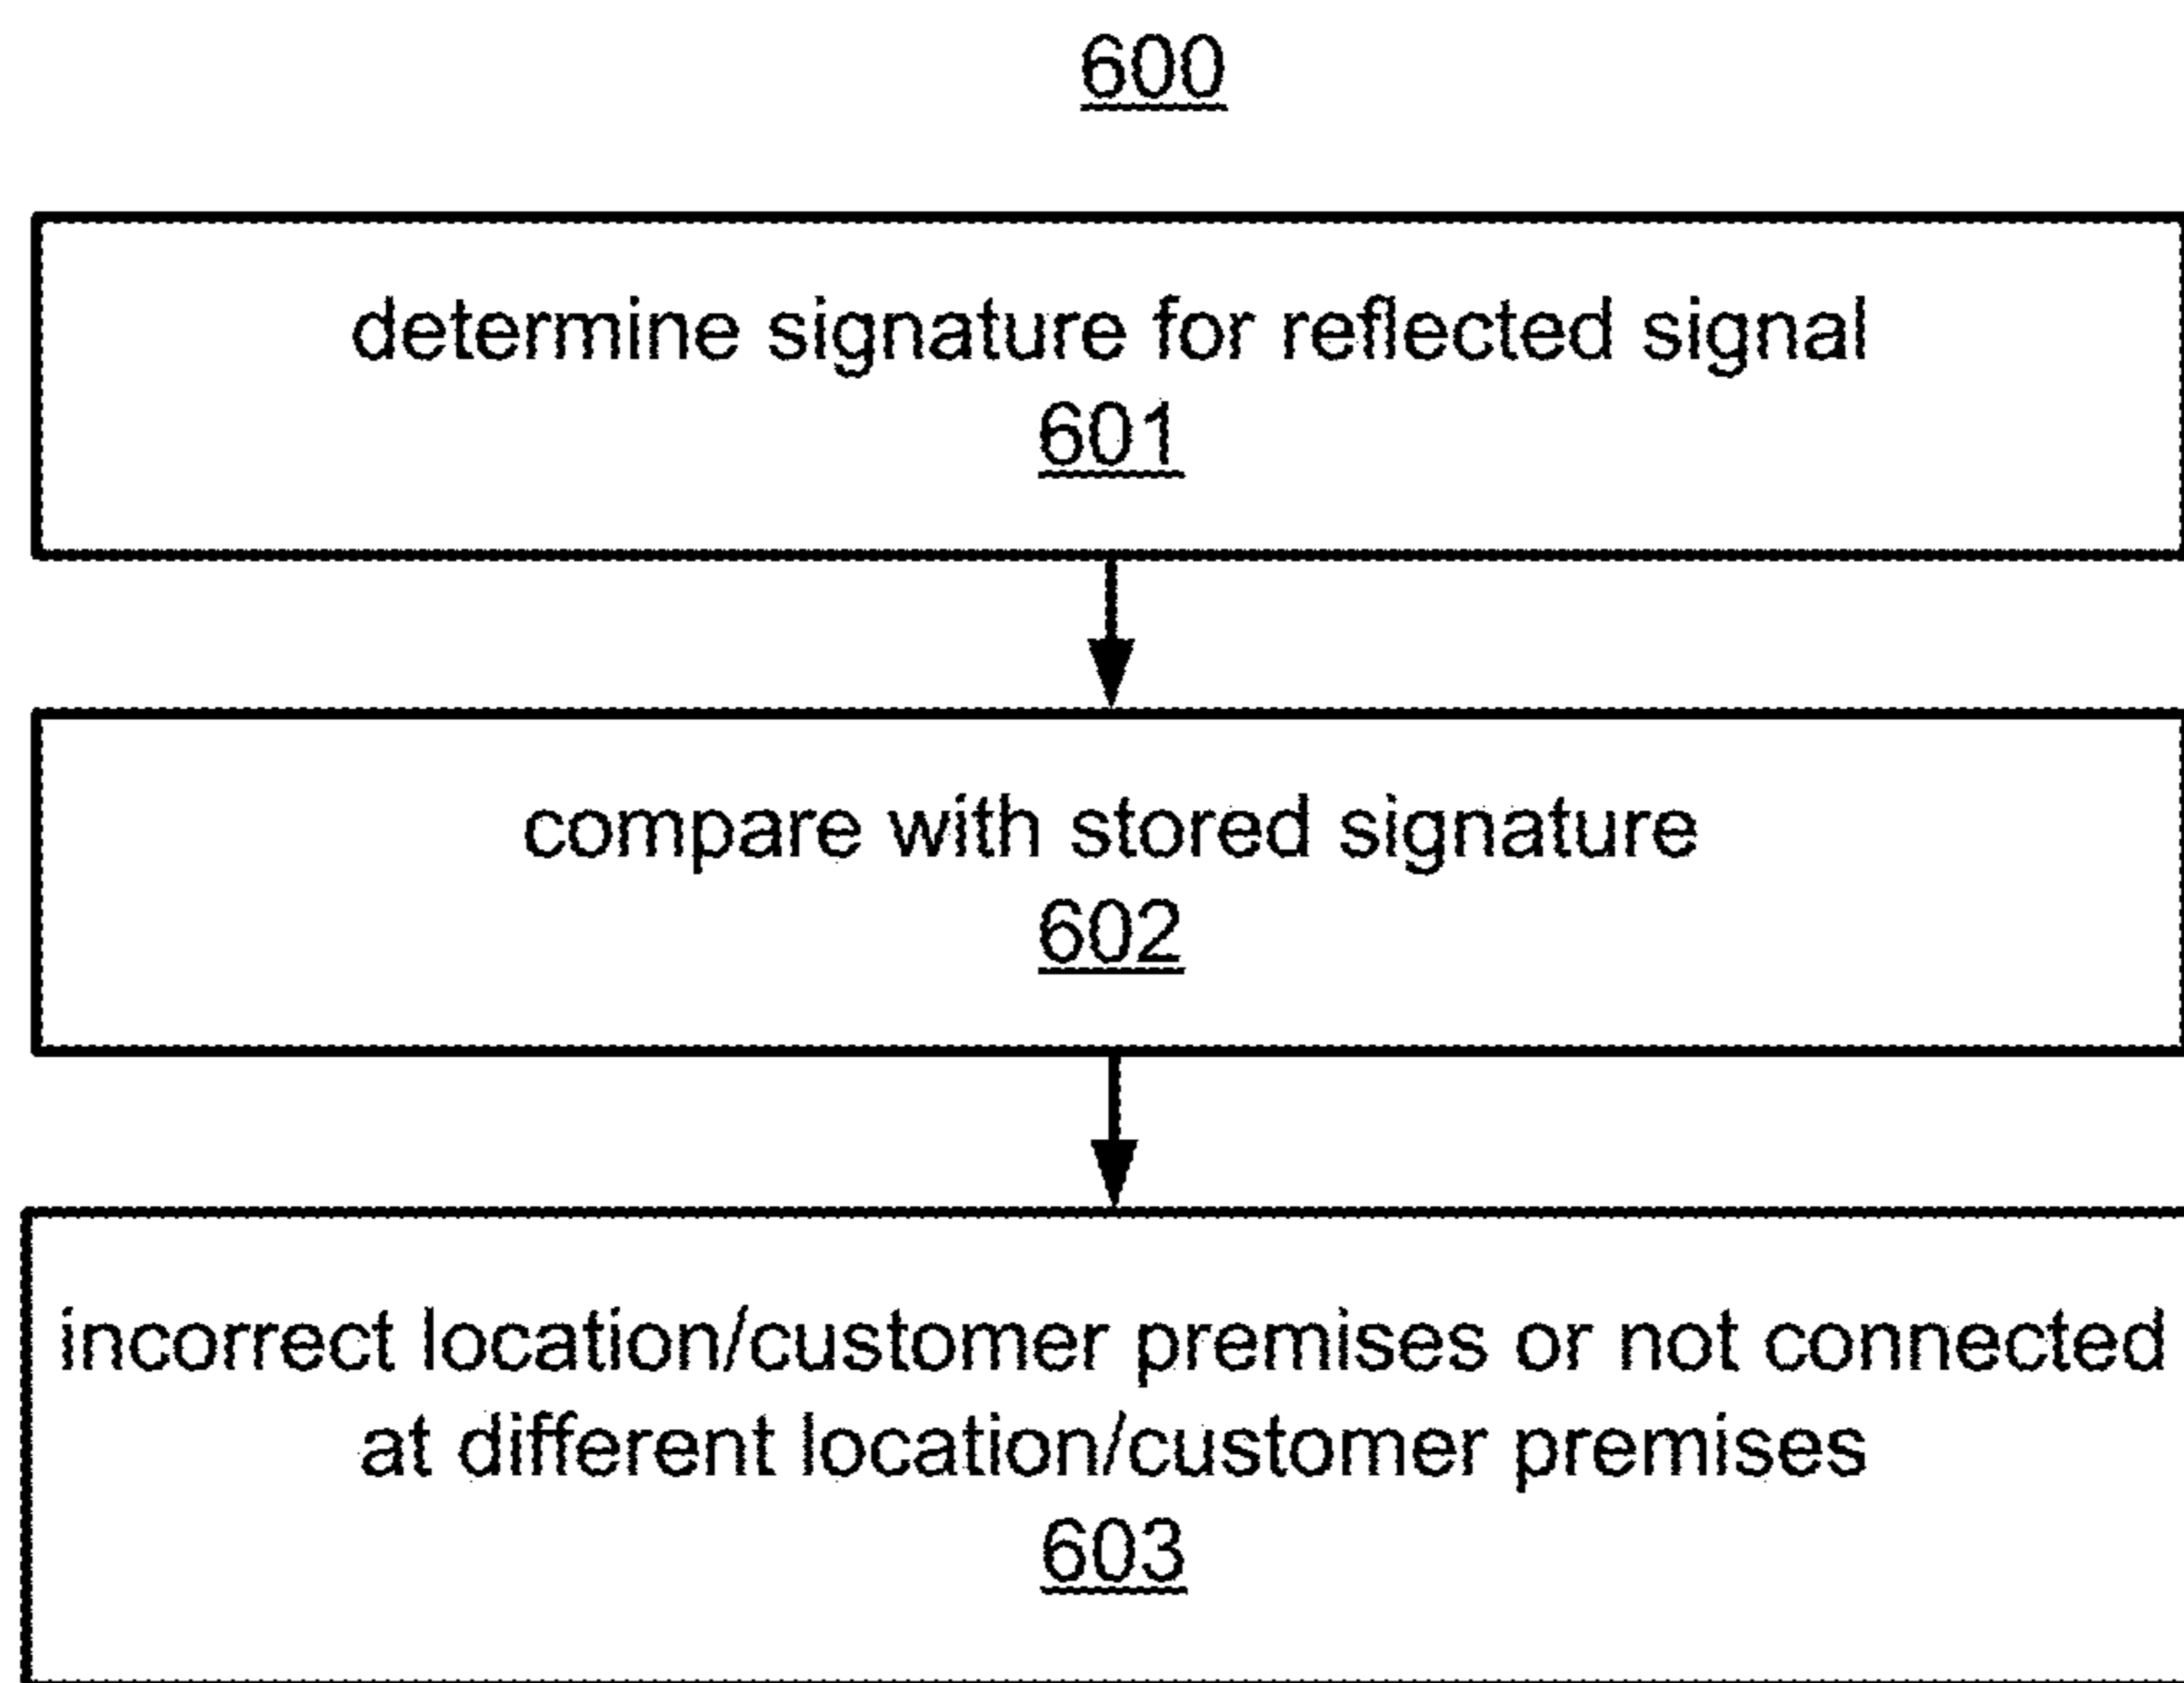 600
determine signature for reflected signal
601
compare with stored signature
602
incorrect location/customer premises or not connected
at different location/customer premises
603